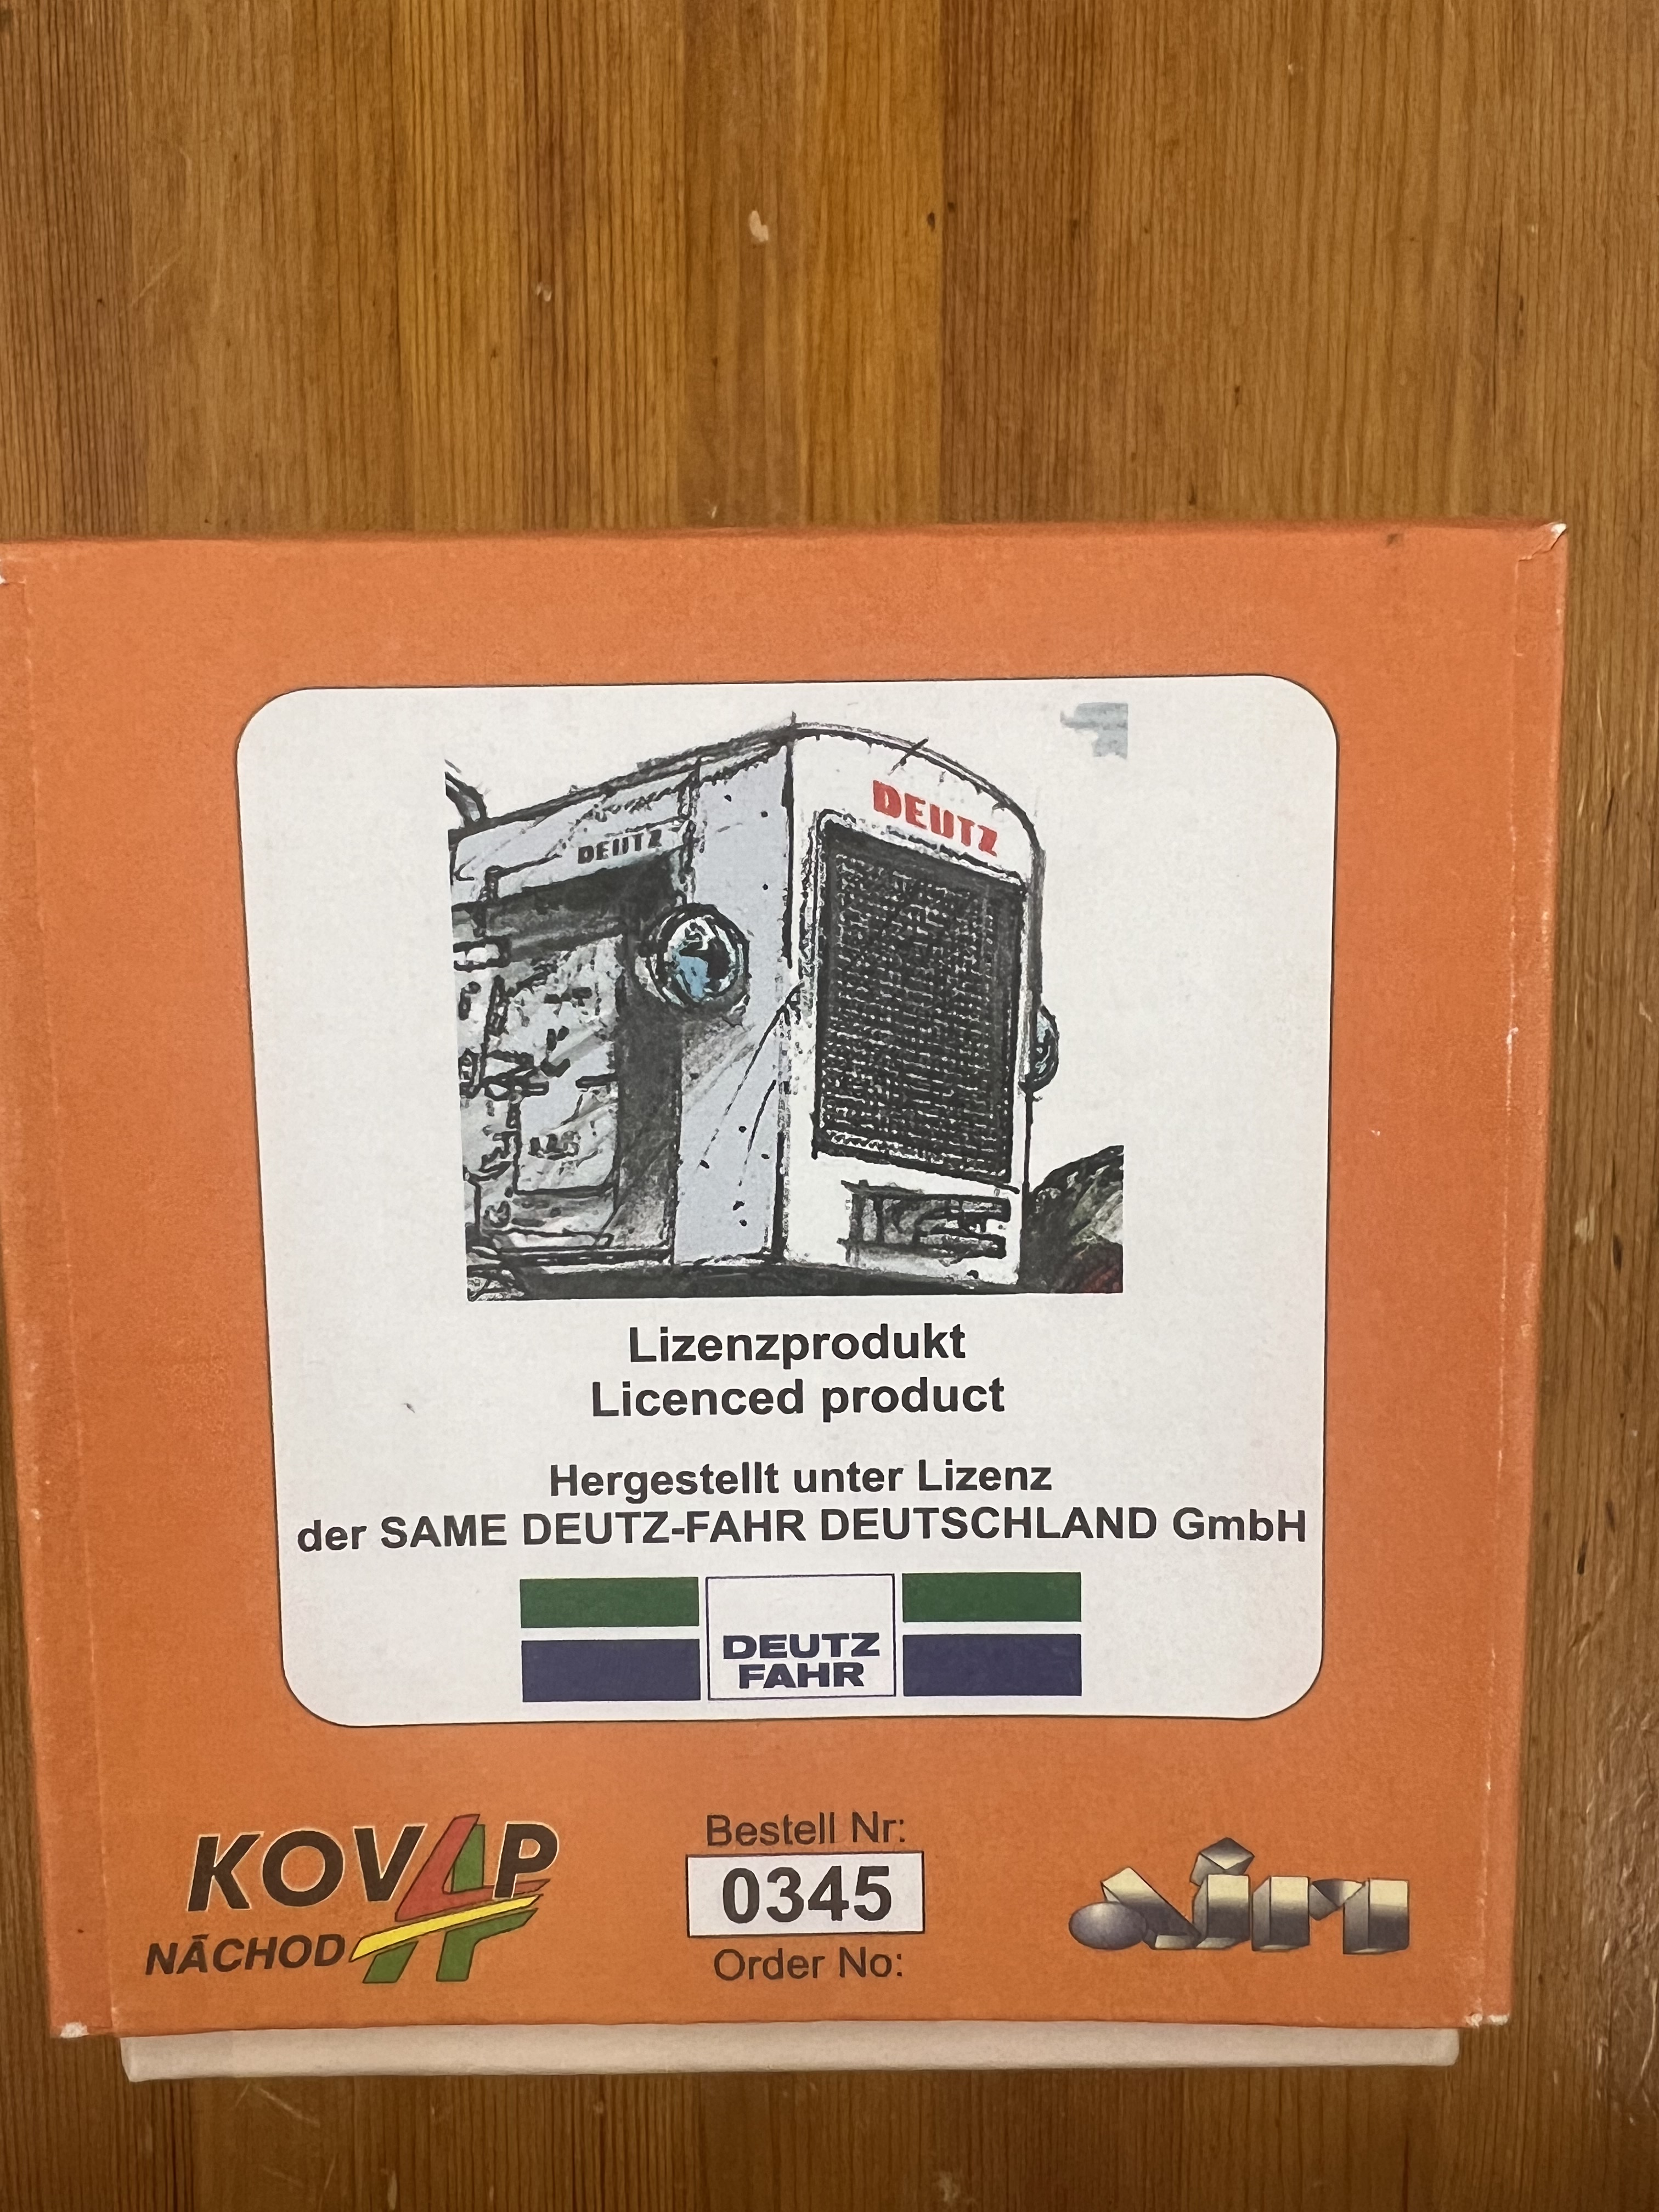 DEUTZ
DEUTZ
Lizenzprodukt
Licenced product
Hergestellt unter Lizenz
der SAME DEUTZ-FAHR DEUTSCHLAND GmbH
DEUTZ
FAHR
KOVAP
NÁCHOD
Bestell Nr:
0345
Order No: